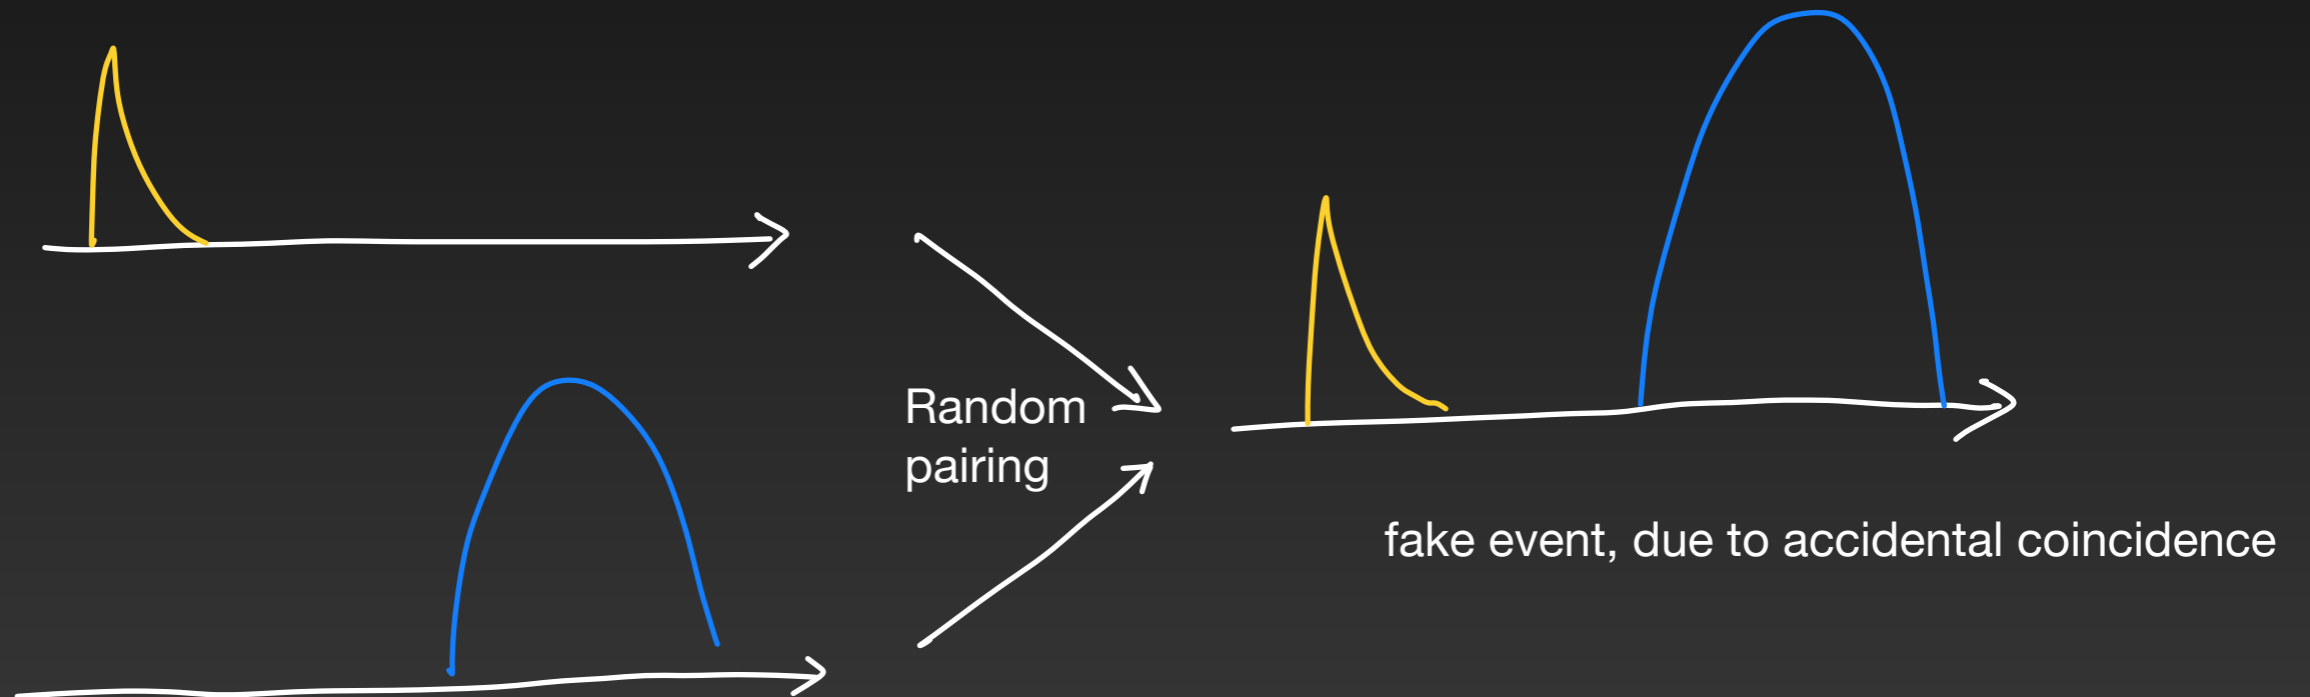 Random
pairing
fake event, due to accidental coincidence